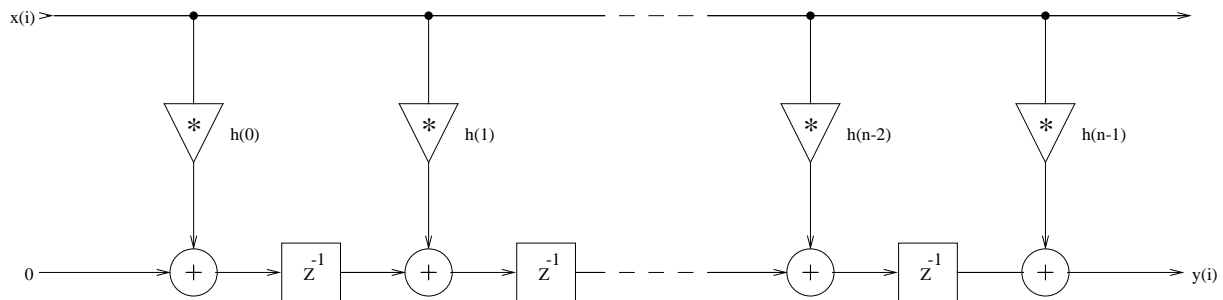 x(i)
* h(0) * h(1) * h(n-2) * h(n-1)
0 + Z^-1 + Z^-1 + Z^-1 + y(i)